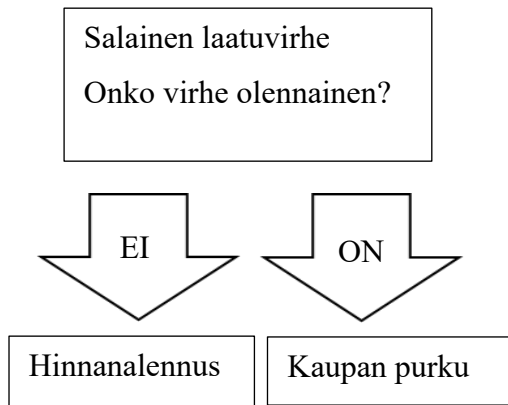 Salainen laatuvirhe
Onko virhe olennainen?
EI
ON
Hinnanalennus
Kaupan purku